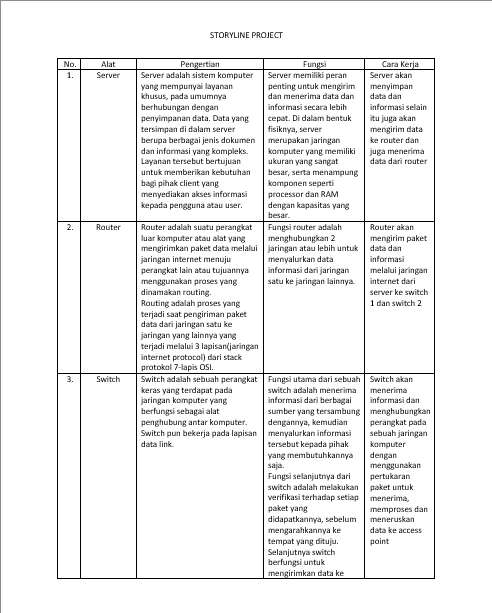 STORYLINE PROJECT
No. Alat Pengertian Fungsi Cara Kerja
1. Server
Server adalah sistem komputer
yang mempunyai layanan
khusus, pada umumnya
berhubungan dengan
penyimpanan data. Data yang
tersimpan di dalam server
berupa berbagai jenis dokumen
dan informasi yang kompleks.
Layanan tersebut bertujuan
untuk memberikan kebutuhan
bagi pihak client yang
menyediakan akses informasi
kepada pengguna atau user.
Server memiliki peran
penting untuk mengirim
dan menerima data dan
informasi secara lebih
cepat. Di dalam bentuk
fisiknya, server
merupakan jaringan
komputer yang memiliki
ukuran yang sangat
besar, serta menampung
komponen seperti
processor dan RAM
dengan kapasitas yang
besar.
Server akan
menyimpan
data dan
informasi selain
itu juga akan
mengirim data
ke router dan
juga menerima
data dari router
2. Router
Router adalah suatu perangkat
luar komputer atau alat yang
mengirimkan paket data melalui
jaringan internet menuju
perangkat lain atau tujuannya
menggunakan proses yang
dinamakan routing.
Routing adalah proses yang
terjadi saat pengiriman paket
data dari jaringan satu ke
jaringan yang lainnya yang
terjadi melalui 3 lapisan(jaringan
internet protocol) dari stack
protokol 7-lapis OSI.
Fungsi router adalah
menghubungkan 2
jaringan atau lebih untuk
menyalurkan data
informasi dari jaringan
satu ke jaringan lainnya.
Router akan
mengirim paket
data dan
informasi
melalui jaringan
internet dari
server ke switch
1 dan switch 2
3. Switch
Switch adalah sebuah perangkat
keras yang terdapat pada
jaringan komputer yang
berfungsi sebagai alat
penghubung antar komputer.
Switch pun bekerja pada lapisan
data link.
Fungsi utama dari sebuah
switch adalah menerima
informasi dari berbagai
sumber yang tersambung
dengannya, kemudian
menyalurkan informasi
tersebut kepada pihak
yang membutuhkannya
saja.
Fungsi selanjutnya dari
switch adalah melakukan
verifikasi terhadap setiap
paket yang
didapatkannya, sebelum
mengarahkannya ke
tempat yang dituju.
Selanjutnya switch
berfungsi untuk
mengirimkan data ke
Switch akan
menerima
informasi dan
menghubungkan
perangkat pada
sebuah jaringan
komputer
dengan
menggunakan
pertukaran
paket untuk
menerima,
memproses dan
meneruskan
data ke access
point